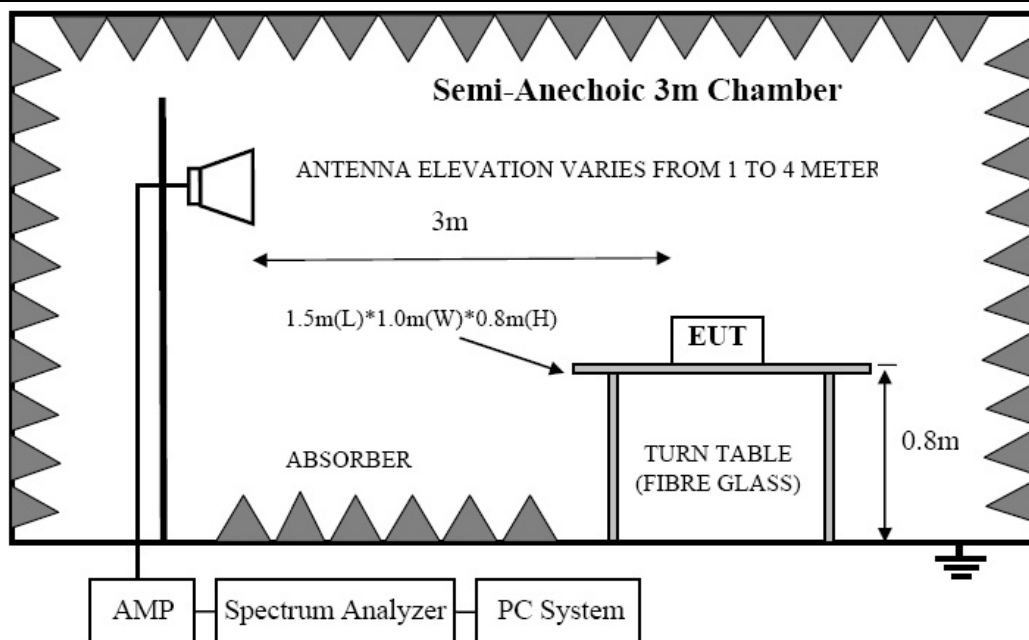 Semi-Anechoic 3m Chamber
ANTENNA ELEVATION VARIES FROM 1 TO 4 METER
3m
1.5m(L)*1.0m(W)*0.8m(H)
EUT
0.8m
ABSORBER
TURN TABLE
(FIBRE GLASS)
AMP
Spectrum Analyzer
PC System